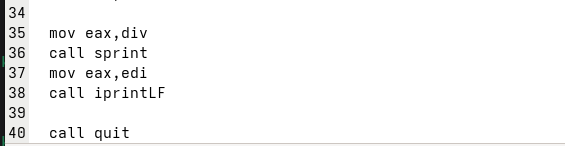 34
35 mov eax,div
36 call sprint
37 mov eax,edi
38 call iprintLF
39
40 call quit